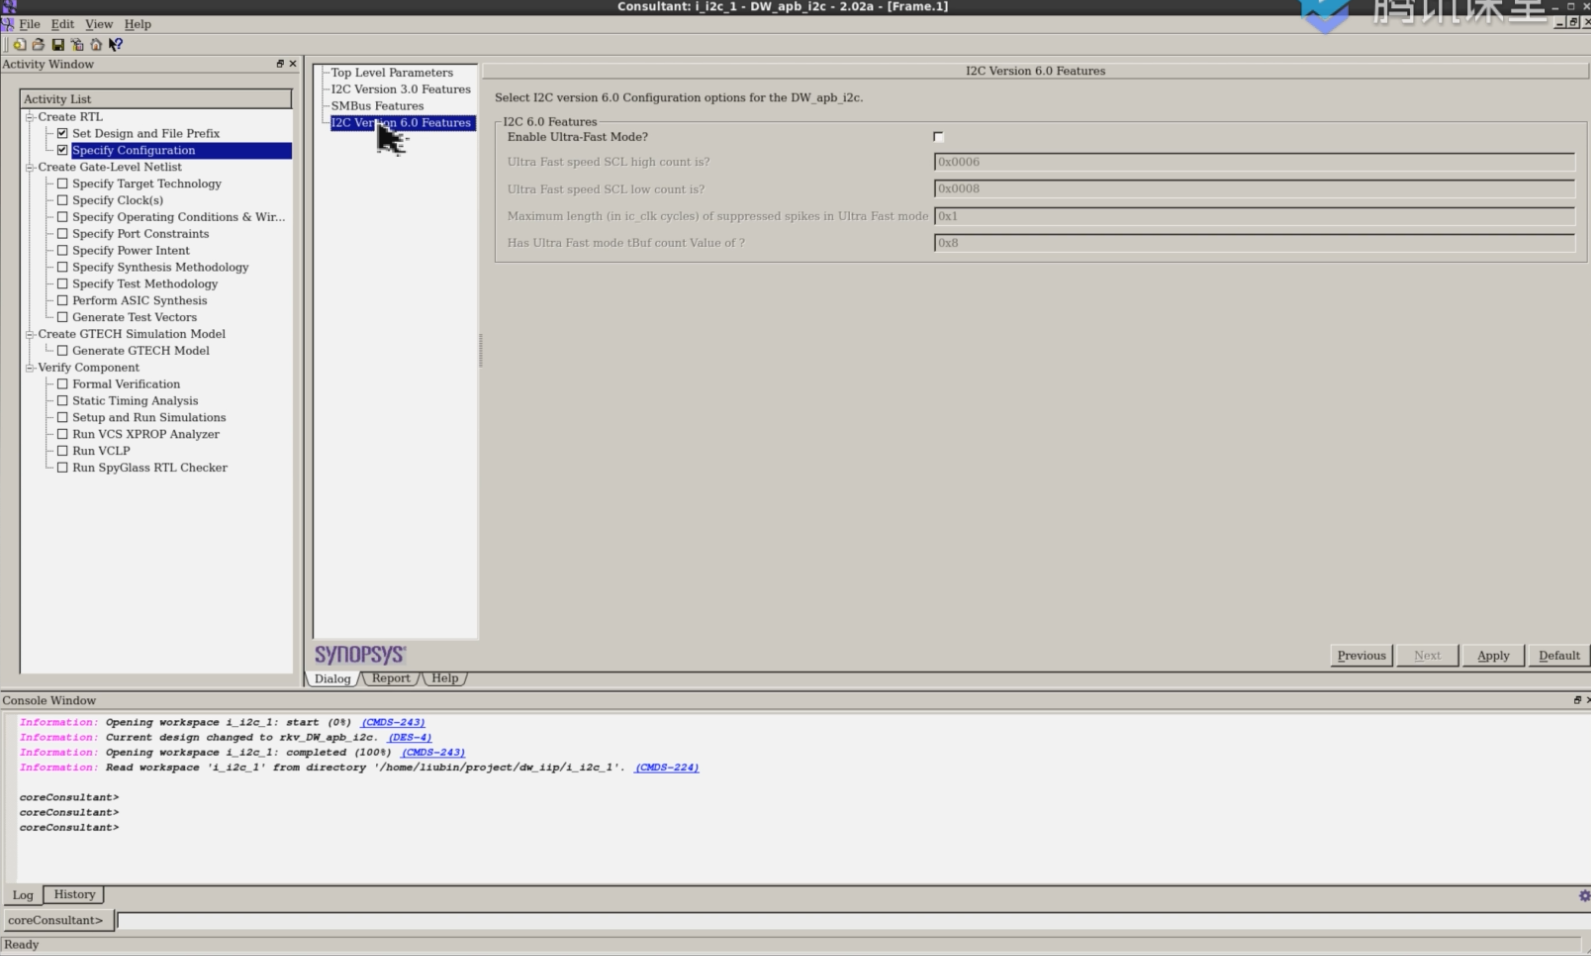 Consultant: i_i2c_1 - DW_apb_i2c - 2.02a - [Frame.1]
腾讯课堂
File Edit View Help
Activity Window
Activity List
Create RTL
Set Design and File Prefix
Specify Configuration
Create Gate-Level Netlist
Specify Target Technology
Specify Clock(s)
Specify Operating Conditions & Wir...
Specify Port Constraints
Specify Power Intent
Specify Synthesis Methodology
Specify Test Methodology
Perform ASIC Synthesis
Generate Test Vectors
Create GTECH Simulation Model
Generate GTECH Model
Verify Component
Formal Verification
Static Timing Analysis
Setup and Run Simulations
Run VCS XPROP Analyzer
Run VCLP
Run SpyGlass RTL Checker
Top Level Parameters
I2C Version 3.0 Features
SMBus Features
I2C Version 6.0 Features
I2C Version 6.0 Features
Select I2C version 6.0 Configuration options for the DW_apb_i2c.
I2C 6.0 Features
Enable Ultra-Fast Mode?
Ultra Fast speed SCL high count is? 0x0006
Ultra Fast speed SCL low count is? 0x0008
Maximum length (in ic_clk cycles) of suppressed spikes in Ultra Fast mode 0x1
Has Ultra Fast mode tBuf count Value of ? 0x8
SYNOPSYS
Previous Next Apply Default
Dialog Report Help
Console Window
Information: Opening workspace i_i2c_1: start (0%) (CMDS-243)
Information: Current design changed to rkv_DW_apb_i2c. (DES-4)
Information: Opening workspace i_i2c_1: completed (100%) (CMDS-243)
Information: Read workspace 'i_i2c_1' from directory '/home/liubin/project/dw_iip/i_i2c_1'. (CMDS-224)
coreConsultant>
coreConsultant>
coreConsultant>
Log History
coreConsultant>
Ready